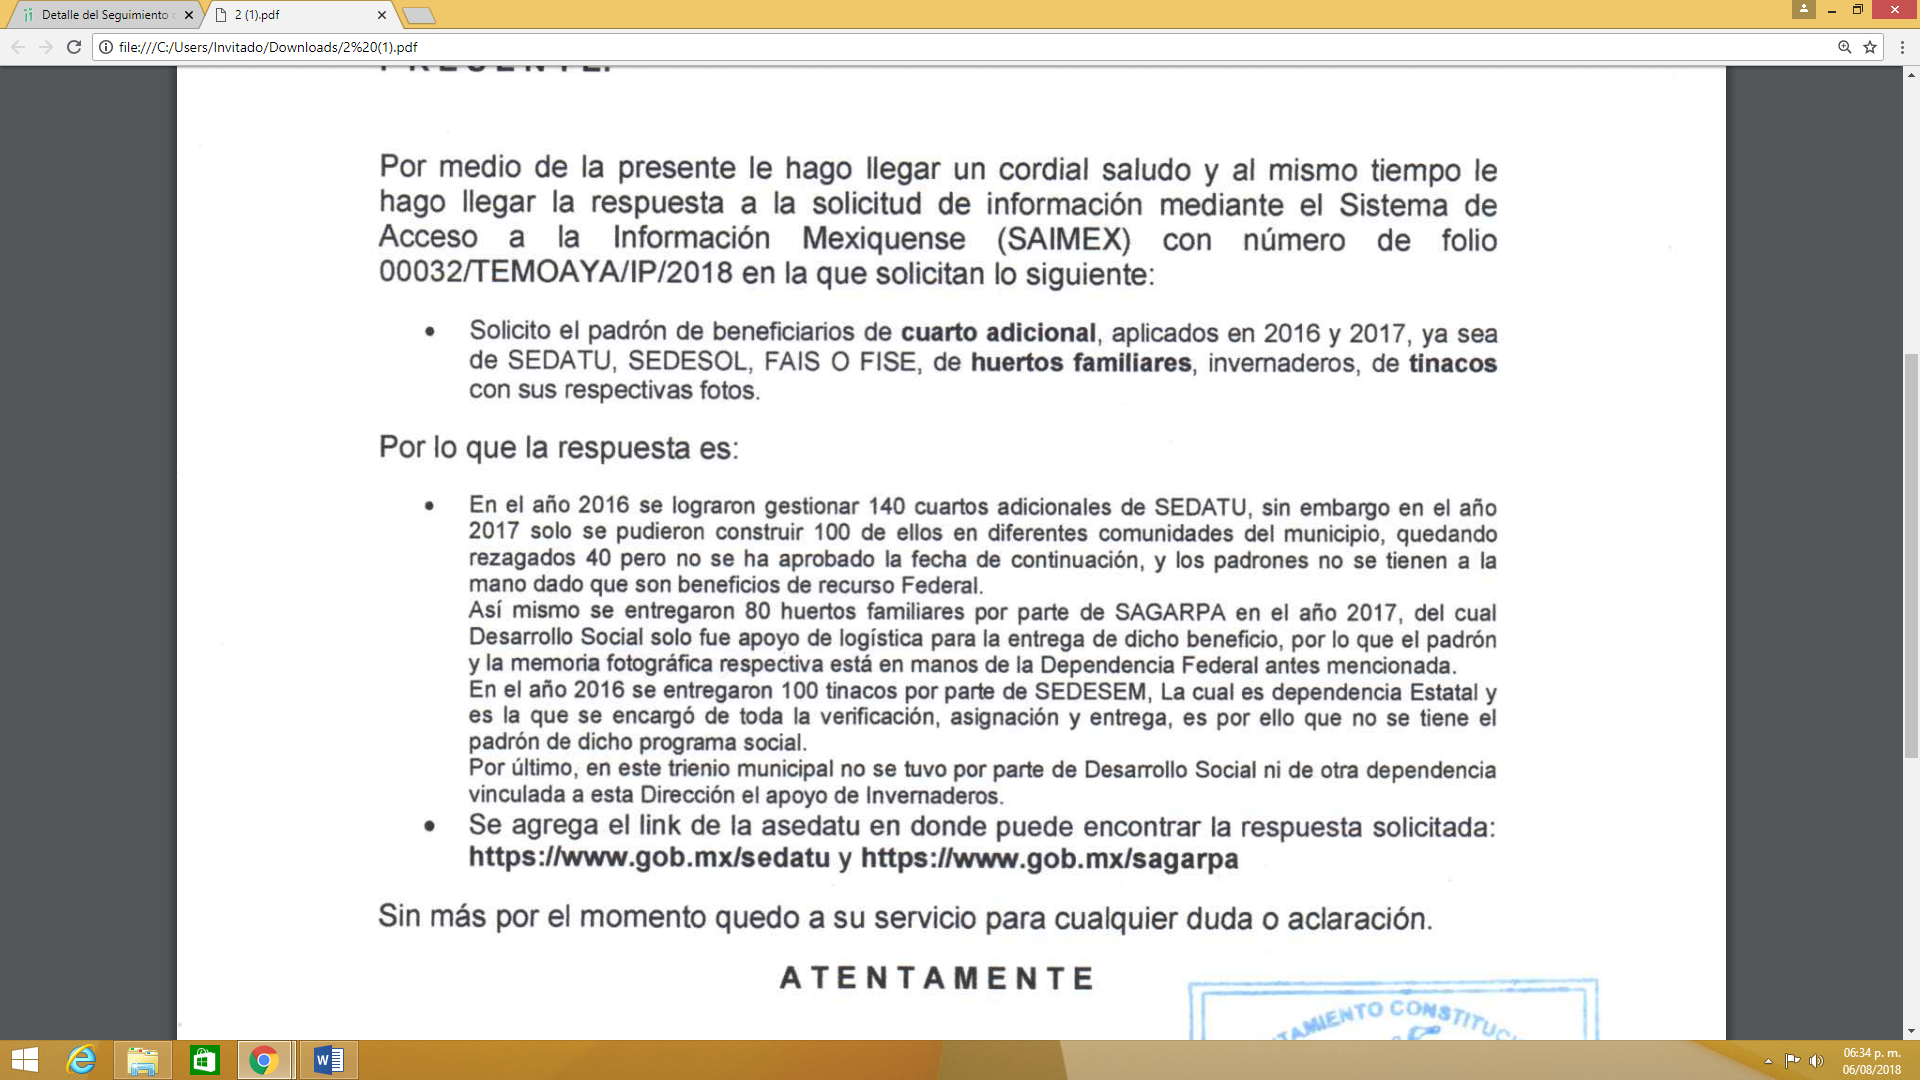 Detalle del Seguimiento
2 (1).pdf
file:///C:/Users/Invitado/Downloads/2%20(1).pdf
Por medio de la presente le hago llegar un cordial saludo y al mismo tiempo le
hago llegar la respuesta a la solicitud de información mediante el Sistema de
Acceso a la Información Mexiquense (SAIMEX) con número de folio
00032/TEMOAYA/IP/2018 en la que solicitan lo siguiente:
• Solicito el padrón de beneficiarios de cuarto adicional, aplicados en 2016 y 2017, ya sea
de SEDATU, SEDESOL, FAIS O FISE, de huertos familiares, invernaderos, de tinacos
con sus respectivas fotos.
Por lo que la respuesta es:
• En el año 2016 se lograron gestionar 140 cuartos adicionales de SEDATU, sin embargo en el año
2017 solo se pudieron construir 100 de ellos en diferentes comunidades del municipio, quedando
rezagados 40 pero no se ha aprobado la fecha de continuación, y los padrones no se tienen a la
mano dado que son beneficios de recurso Federal.
Así mismo se entregaron 80 huertos familiares por parte de SAGARPA en el año 2017, del cual
Desarrollo Social solo fue apoyo de logística para la entrega de dicho beneficio, por lo que el padrón
y la memoria fotográfica respectiva está en manos de la Dependencia Federal antes mencionada.
En el año 2016 se entregaron 100 tinacos por parte de SEDESEM, La cual es dependencia Estatal y
es la que se encargó de toda la verificación, asignación y entrega, es por ello que no se tiene el
padrón de dicho programa social.
Por último, en este trienio municipal no se tuvo por parte de Desarrollo Social ni de otra dependencia
vinculada a esta Dirección el apoyo de Invernaderos.
• Se agrega el link de la asedatu en donde puede encontrar la respuesta solicitada:
https://www.gob.mx/sedatu y https://www.gob.mx/sagarpa
Sin más por el momento quedo a su servicio para cualquier duda o aclaración.
ATENTAMENTE
06:34 p. m.
06/08/2018